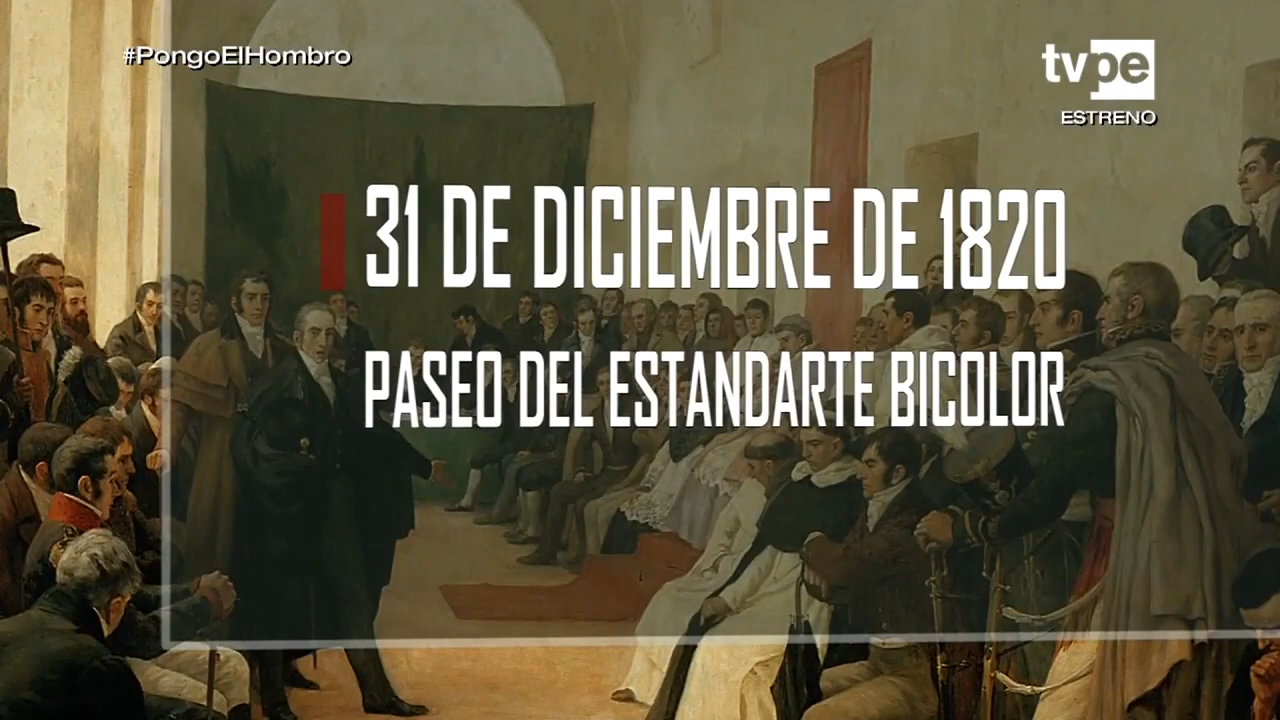 #PongoElHombro
tvpe
ESTRENO
31 DE DICIEMBRE DE 1820
PASEO DEL ESTANDARTE BICOLOR